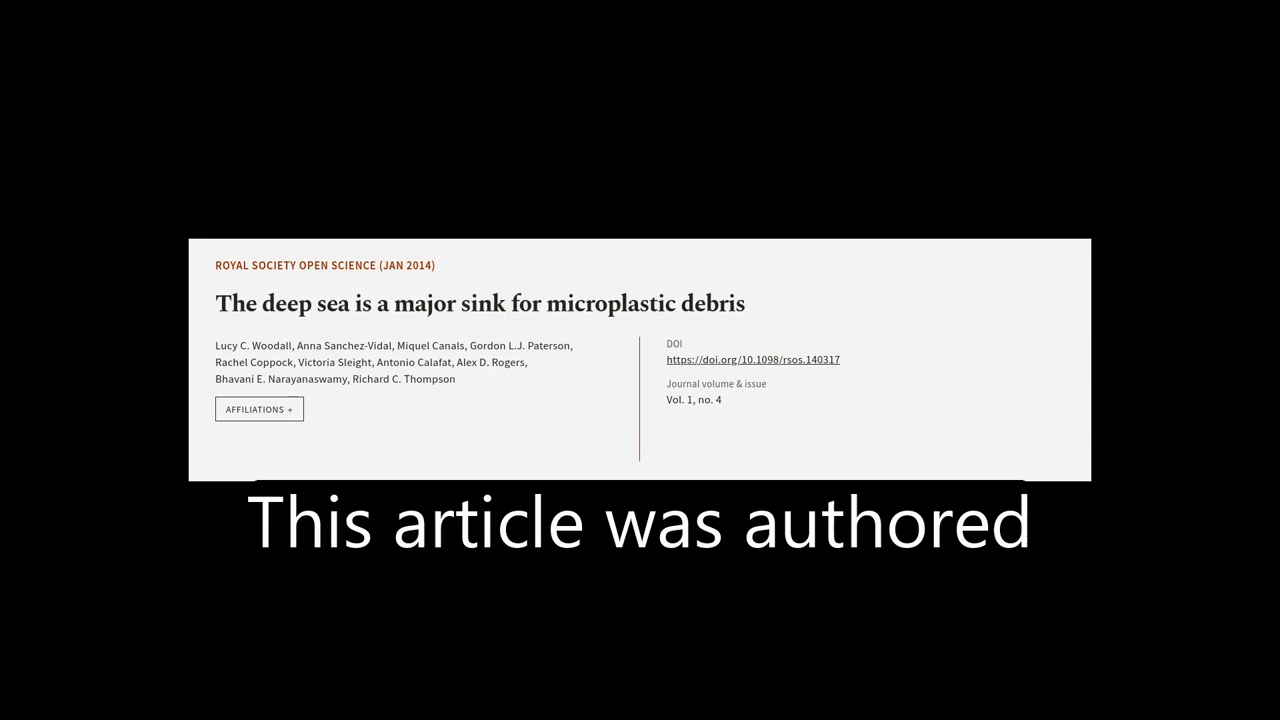 ROYAL SOCIETY OPEN SCIENCE (JAN 2014)
The deep sea is a major sink for microplastic debris
Lucy C. Woodall, Anna Sanchez-Vidal, Miquel Canals, Gordon L.J. Paterson,
Rachel Coppock, Victoria Sleight, Antonio Calafat, Alex D. Rogers,
Bhavani E. Narayanaswamy, Richard C. Thompson
AFFILIATIONS +
DOI
https://doi.org/10.1098/rsos.140317
Journal volume & issue
Vol. 1, no. 4
This article was authored